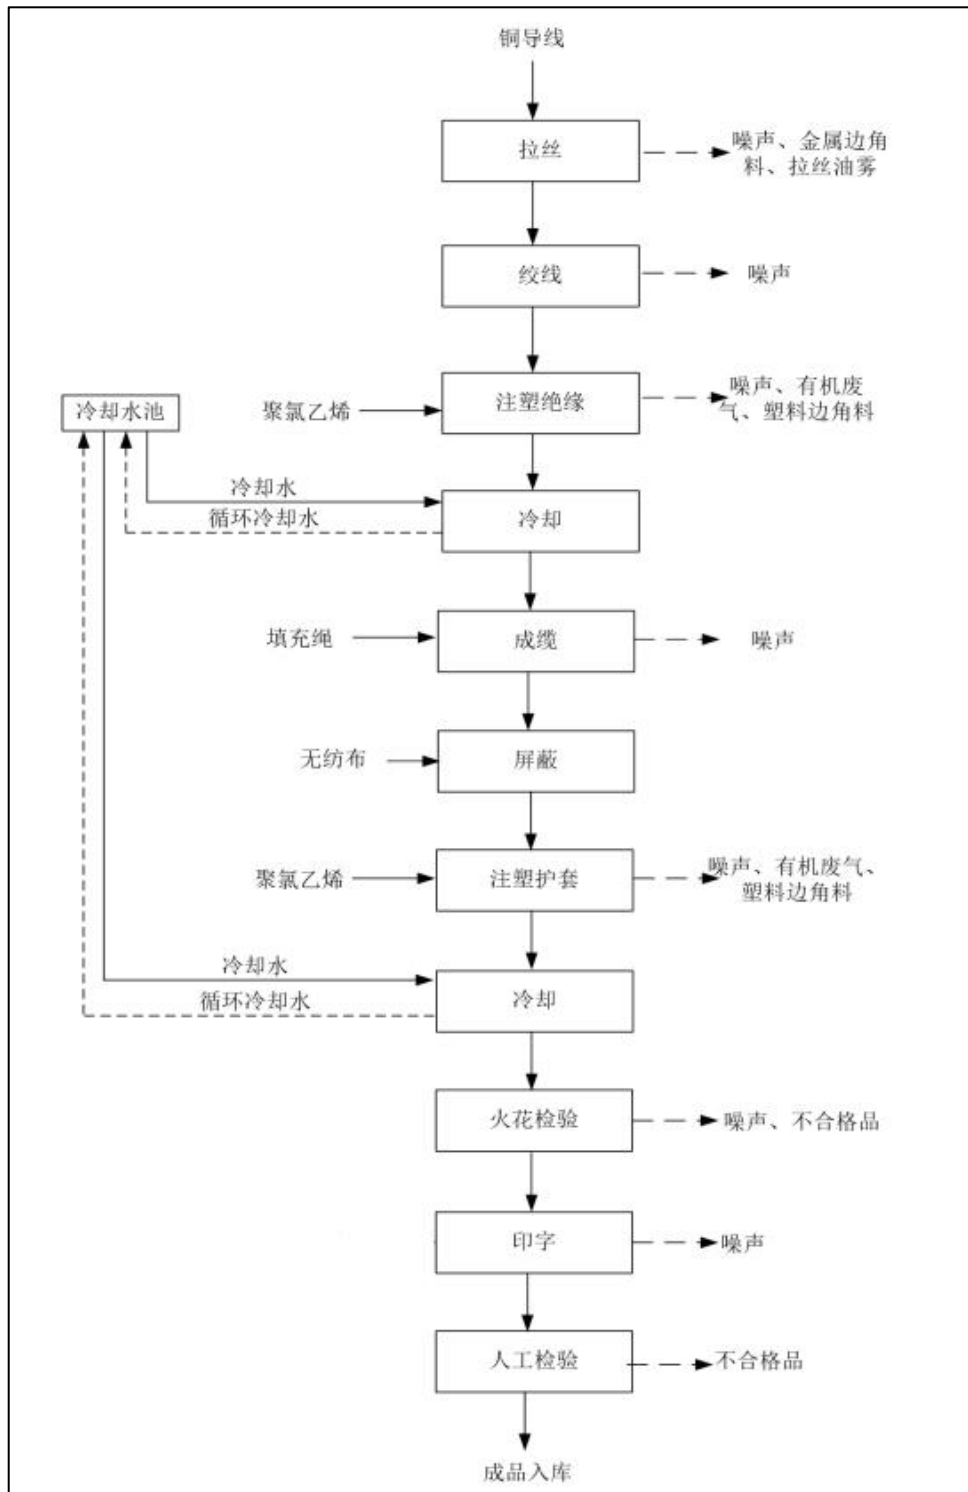 铜导线
拉丝
噪声、金属边角
料、拉丝油雾
绞线
噪声
聚氯乙烯
注塑绝缘
噪声、有机废
气、塑料边角料
冷却水池
冷却水
循环冷却水
冷却
填充绳
成缆
噪声
无纺布
屏蔽
聚氯乙烯
注塑护套
噪声、有机废气、
塑料边角料
冷却水
循环冷却水
冷却
火花检验
噪声、不合格品
印字
噪声
人工检验
不合格品
成品入库